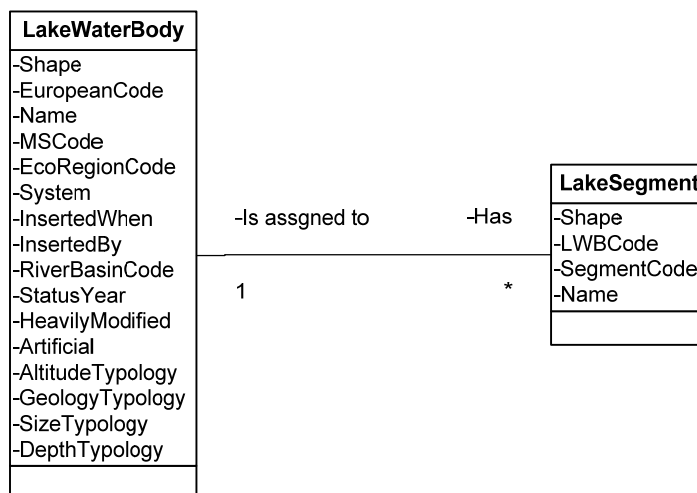 LakeWaterBody
-Shape
-EuropeanCode
-Name
-MSCode
-EcoRegionCode
-System
-InsertedWhen
-InsertedBy
-RiverBasinCode
-StatusYear
-HeavilyModified
-Artificial
-AltitudeTypology
-GeologyTypology
-SizeTypology
-DepthTypology
-Is assgned to
-Has
1
*
LakeSegment
-Shape
-LWBCode
-SegmentCode
-Name